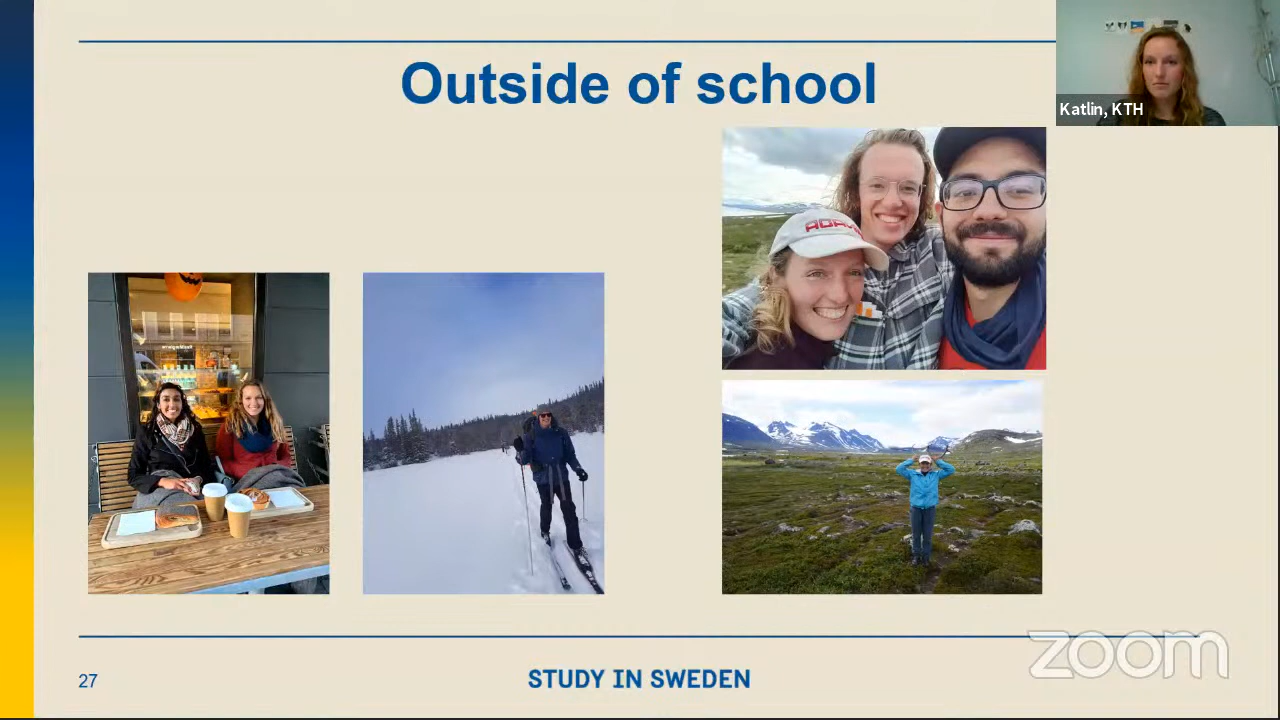 Outside of school
Katlin, KTH
27
STUDY IN SWEDEN
zoom